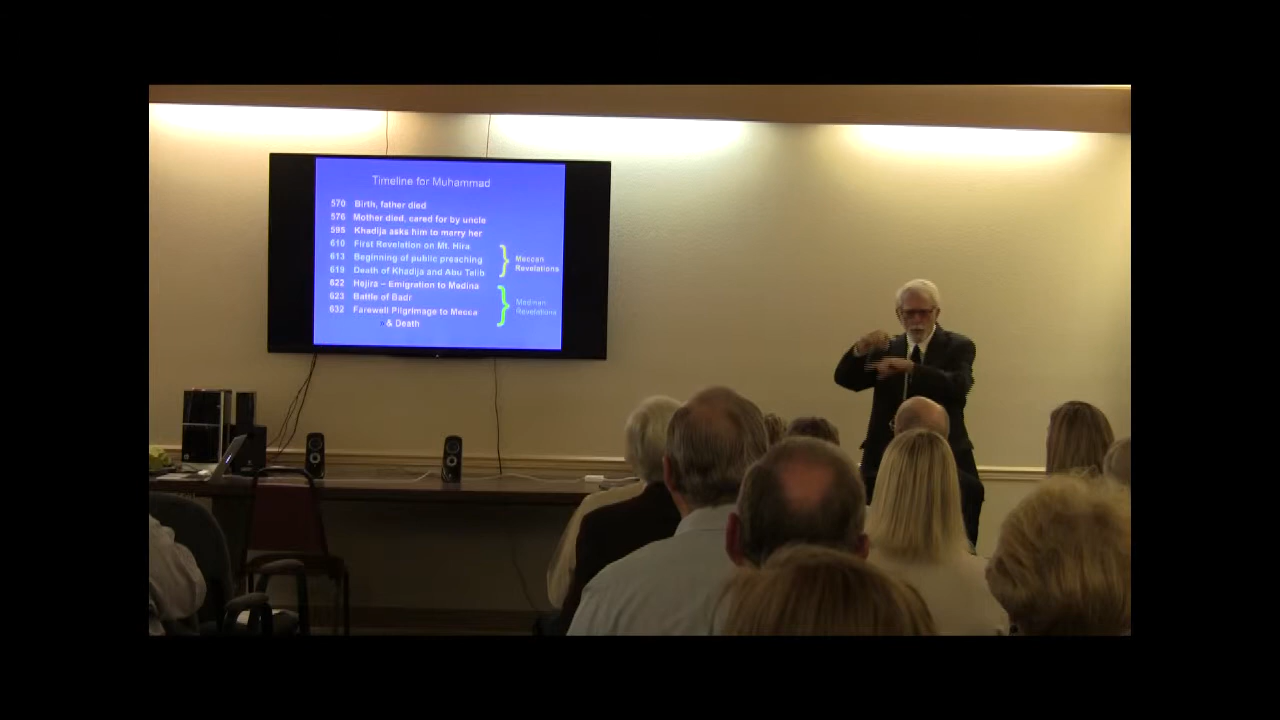 Timeline for Muhammad
570 Birth, father died
576 Mother died, cared for by uncle
595 Khadija asks him to marry her
610 First Revelation on Mt. Hira
613 Beginning of public preaching
619 Death of Khadija and Abu Talib
622 Hejira – Emigration to Medina
623 Battle of Badr
632 Farewell Pilgrimage to Mecca
& Death
Meccan
Revelations
Medinan
Revelations